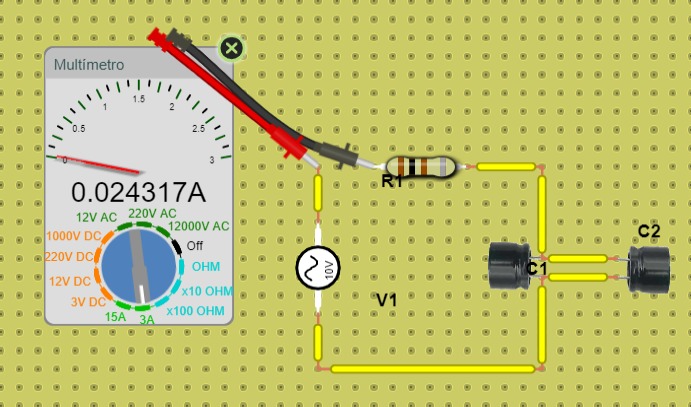 Multímetro
0
0.5
1
1.5
2
2.5
3
0.024317A
12V AC
220V AC
12000V AC
1000V DC
Off
220V DC
OHM
12V DC
x10 OHM
3V DC
x100 OHM
15A
3A
R1
10V
V1
C1
C2